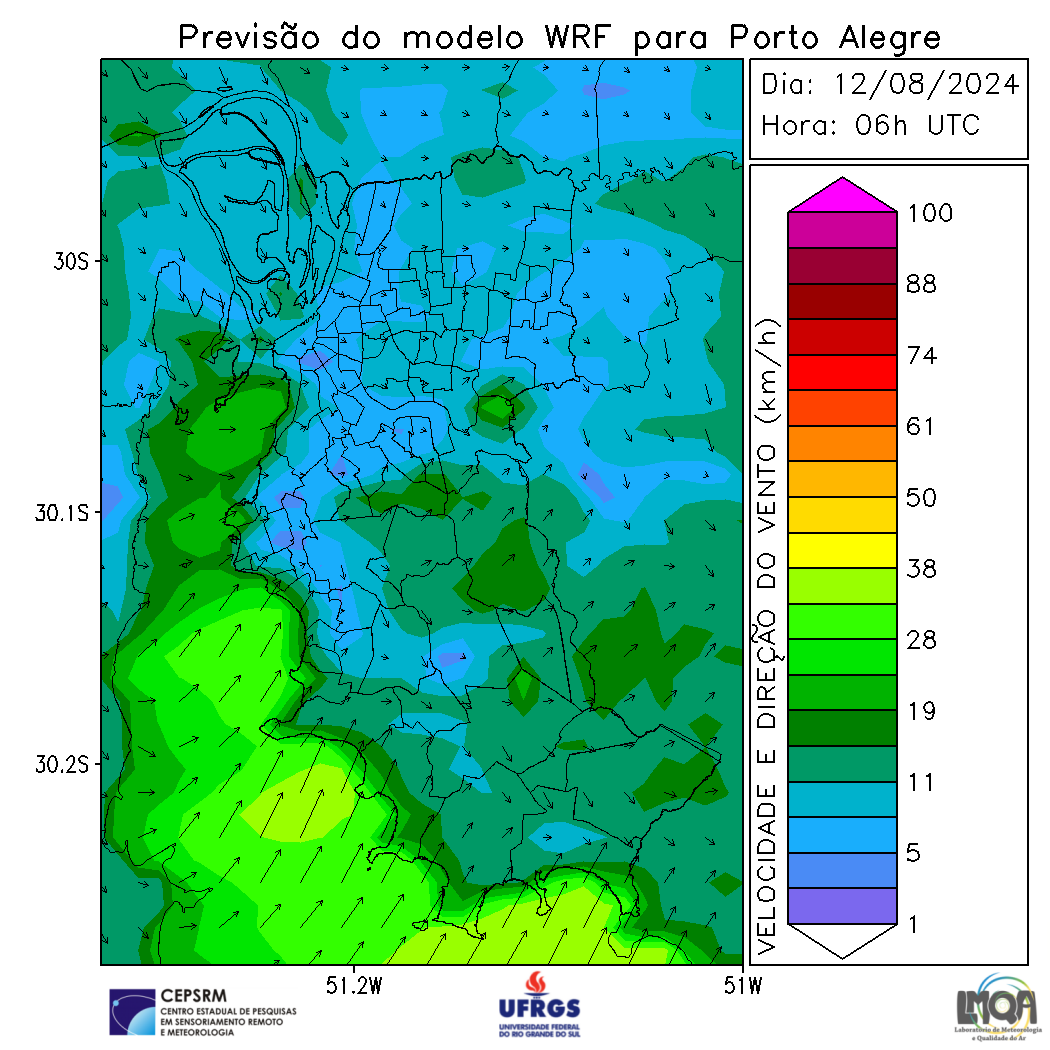 Previsão do modelo WRF para Porto Alegre
Dia: 12/08/2024
Hora: 06h UTC
30S
30.1S
30.2S
51.2W
51W
VELOCIDADE E DIREÇÃO DO VENTO (km/h)
100
88
74
61
50
38
28
19
11
5
1
CEPSRM
CENTRO ESTADUAL DE PESQUISAS
EM SENSORIAMENTO REMOTO
E METEOROLOGIA
UFRGS
UNIVERSIDADE FEDERAL
DO RIO GRANDE DO SUL
LMQA
Laboratório de Meteorologia
e Qualidade do Ar